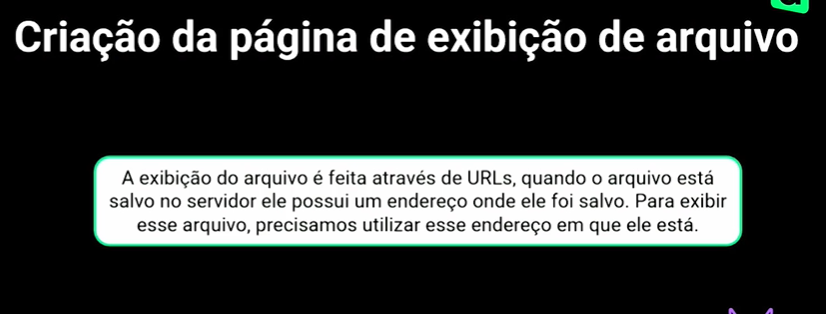 Criação da página de exibição de arquivo
A exibição do arquivo é feita através de URLs, quando o arquivo está
salvo no servidor ele possui um endereço onde ele foi salvo. Para exibir
esse arquivo, precisamos utilizar esse endereço em que ele está.